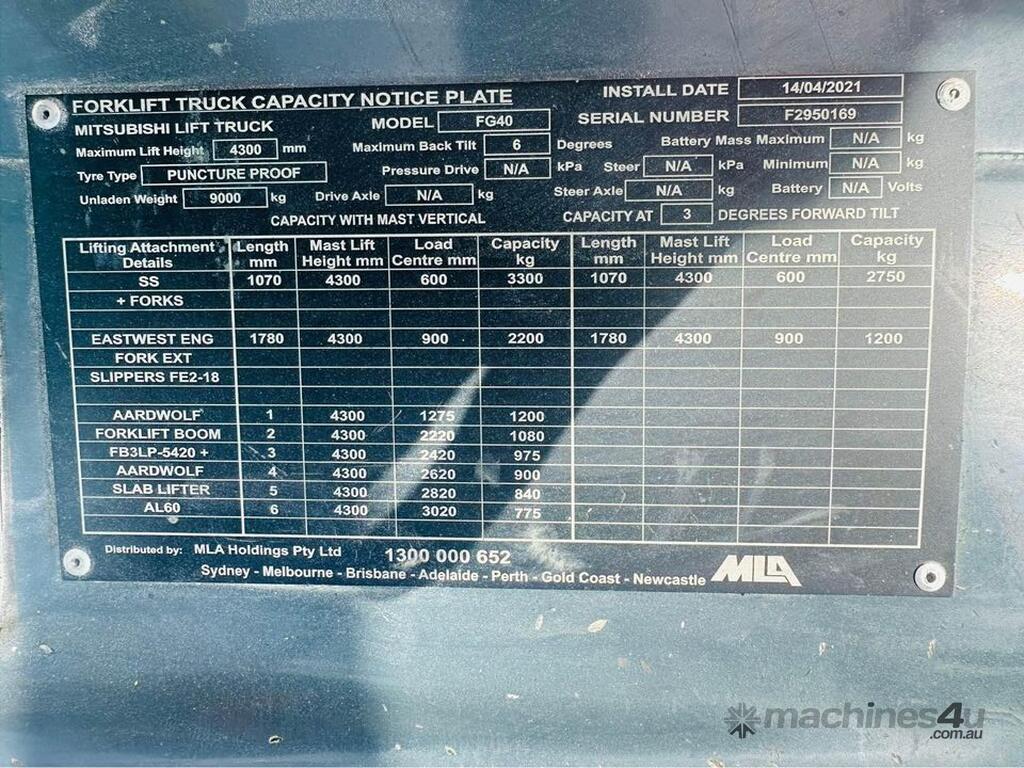 FORKLIFT TRUCK CAPACITY NOTICE PLATE INSTALL DATE 14/04/2021
MITSUBISHI LIFT TRUCK MODEL FG40 SERIAL NUMBER F2950169
Maximum Lift Height 4300 mm Maximum Back Tilt 6 Degrees Battery Mass Maximum N/A kg
Tyre Type PUNCTURE PROOF Pressure Drive N/A kPa Steer N/A kPa Minimum N/A kg
Unladen Weight 9000 kg Drive Axle N/A kg Steer Axle N/A kg Battery N/A Volts
CAPACITY WITH MAST VERTICAL CAPACITY AT 3 DEGREES FORWARD TILT
Lifting Attachment Length Mast Lift Load Capacity Length Mast Lift Load Capacity
Details mm Height mm Centre mm kg mm Height mm Centre mm kg
SS 1070 4300 600 3300 1070 4300 600 2750
+ FORKS
EASTWEST ENG 1780 4300 900 2200 1780 4300 900 1200
FORK EXT
SLIPPERS FE2-18
AARDWOLF 1 4300 1275 1200
FORKLIFT BOOM 2 4300 2220 1080
FB3LP-5420 + 3 4300 2420 975
AARDWOLF 4 4300 2620 900
SLAB LIFTER 5 4300 2820 840
AL60 6 4300 3020 775
Distributed by: MLA Holdings Pty Ltd 1300 000 652
Sydney - Melbourne - Brisbane - Adelaide - Perth - Gold Coast - Newcastle MLA
machines4u
.com.au